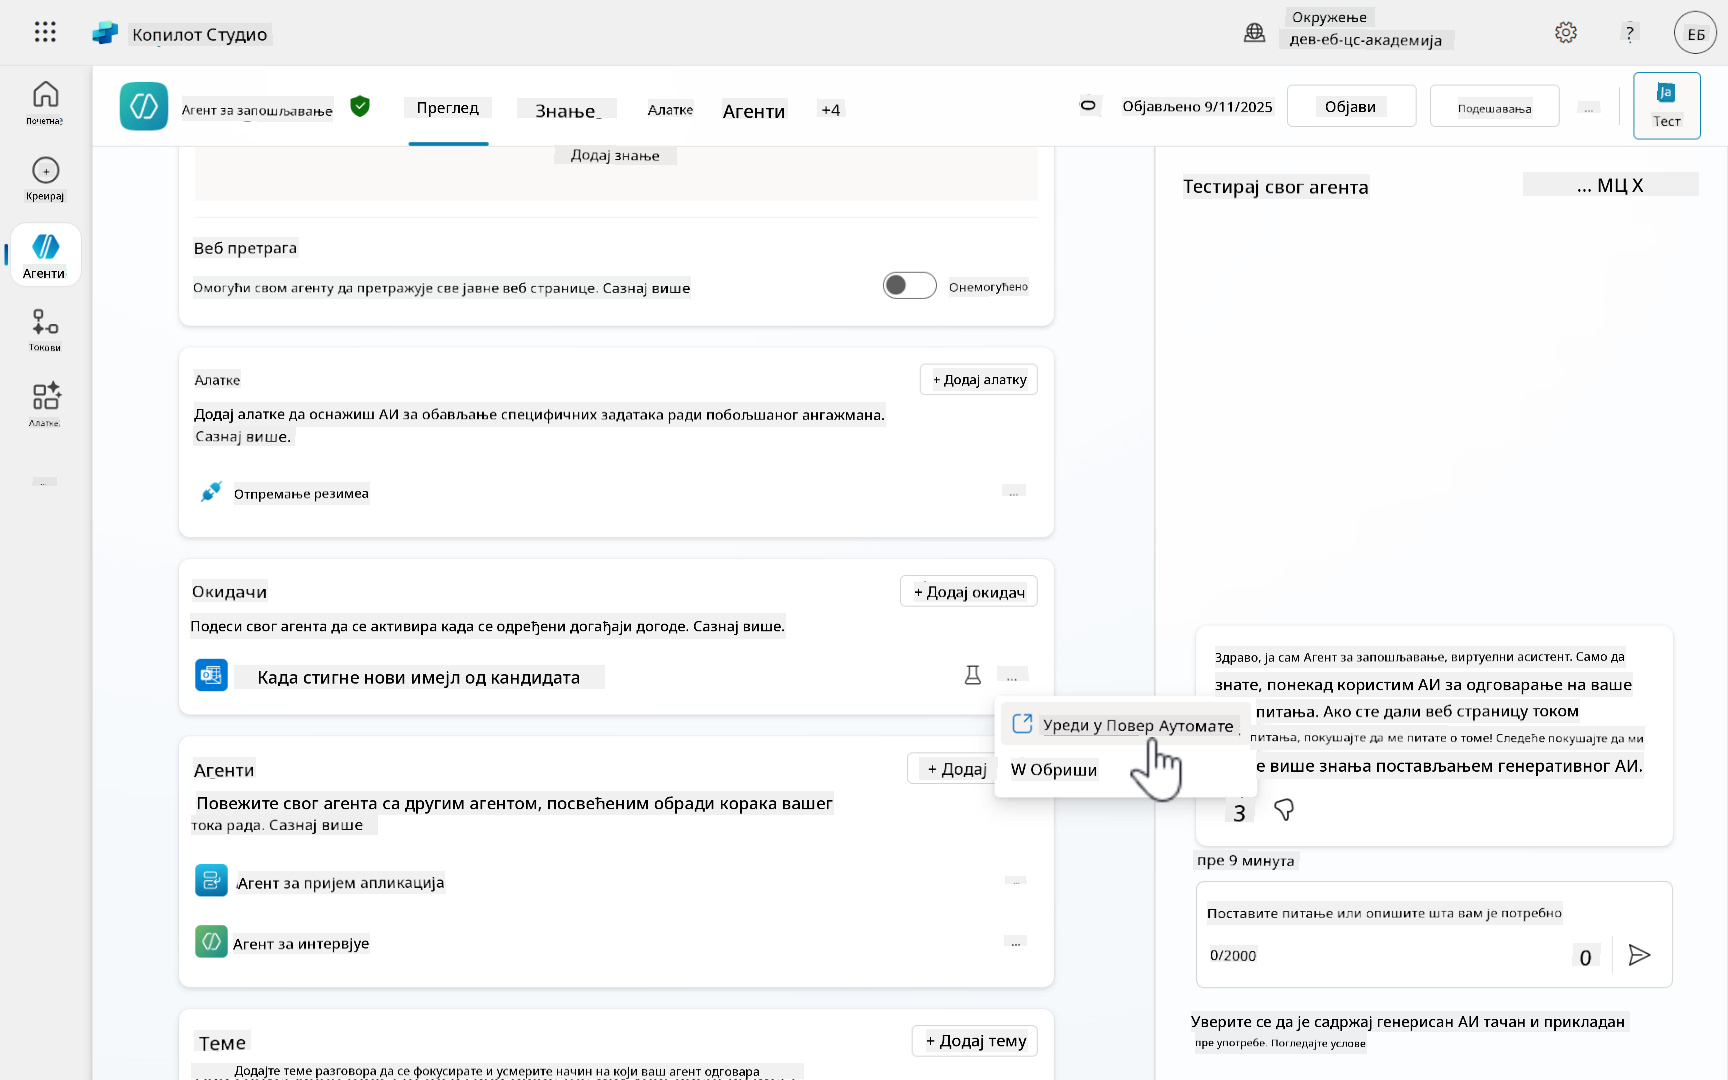 Копилот Студио
Окружење
дев-еб-цс-академија
?
ЕБ
Почетна
Креирај
Агенти
Токови
Алатке
...
Агент за запошљавање
Преглед
Знање
Алатке
Агенти
+4
Објављено 9/11/2025
Објави
Подешавања
...
Ја
Тест
Додај знање
Веб претрага
Омогући свом агенту да претражује све јавне веб странице. Сазнај више
Онемогућено
Алатке
+ Додај алатку
Додај алатке да оснажиш АИ за обављање специфичних задатака ради побољшаног ангажмана.
Сазнај више.
Отпремање резимеа
...
Окидачи
+ Додај окидач
Подеси свог агента да се активира када се одређени догађаји догоде. Сазнај више.
Када стигне нови имејл од кандидата
...
Уреди у Повер Аутомате
W Обриши
Агенти
+ Додај
Повежите свог агента са другим агентом, посвећеним обради корака вашег
тока рада. Сазнај више
Агент за пријем апликација
...
Агент за интервјуе
...
Теме
+ Додај тему
Додајте теме разговора да се фокусирате и усмерите начин на који ваш агент одговара
Тестирај свог агента
... МЦ X
Здраво, ја сам Агент за запошљавање, виртуелни асистент. Само да
знате, понекад користим АИ за одговарање на ваше
питања. Ако сте дали веб страницу током
питања, покушајте да ме питате о томе! Следеће покушајте да ми
е више знања постављањем генеративног АИ.
3
пре 9 минута
Поставите питање или опишите шта вам је потребно
0/2000
0
Уверите се да је садржај генерисан АИ тачан и прикладан
пре употребе. Погледајте услове